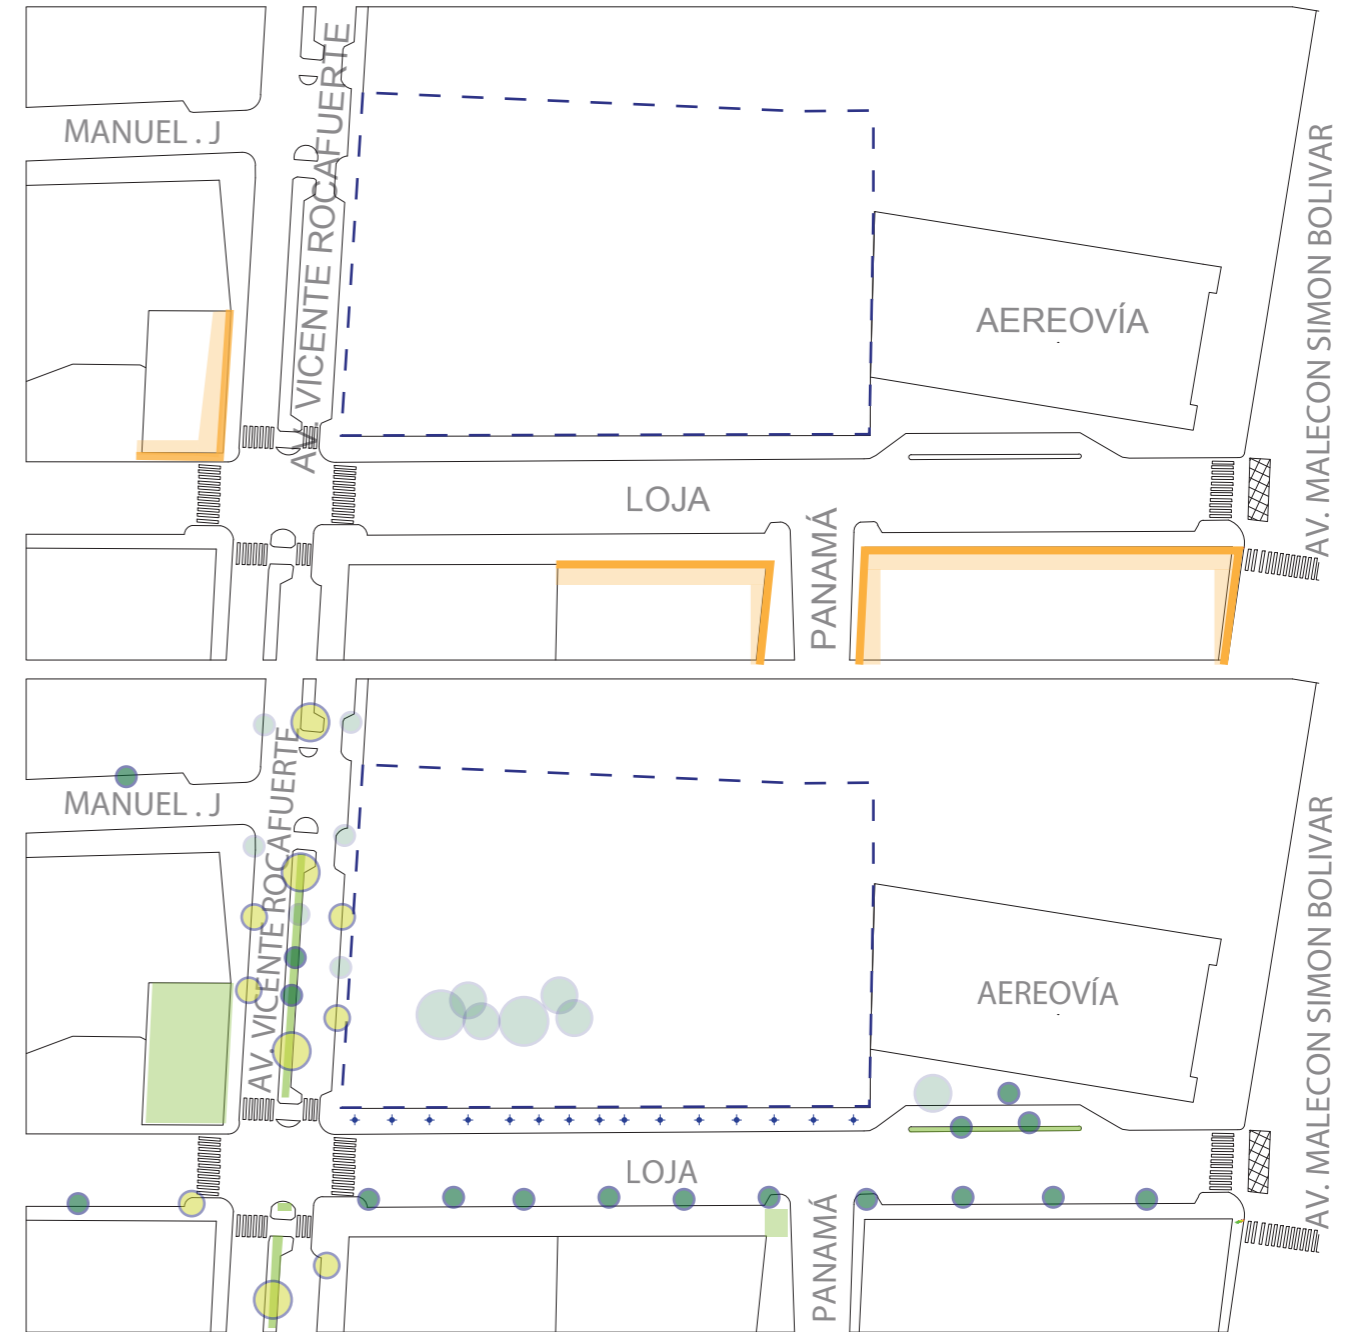 MANUEL . J
AV. VICENTE ROCAFUERTE
AEREOVÍA
AV. MALECON SIMON BOLIVAR
LOJA
PANAMÁ
MANUEL . J
AV. VICENTE ROCAFUERTE
AEREOVÍA
AV. MALECON SIMON BOLIVAR
LOJA
PANAMÁ